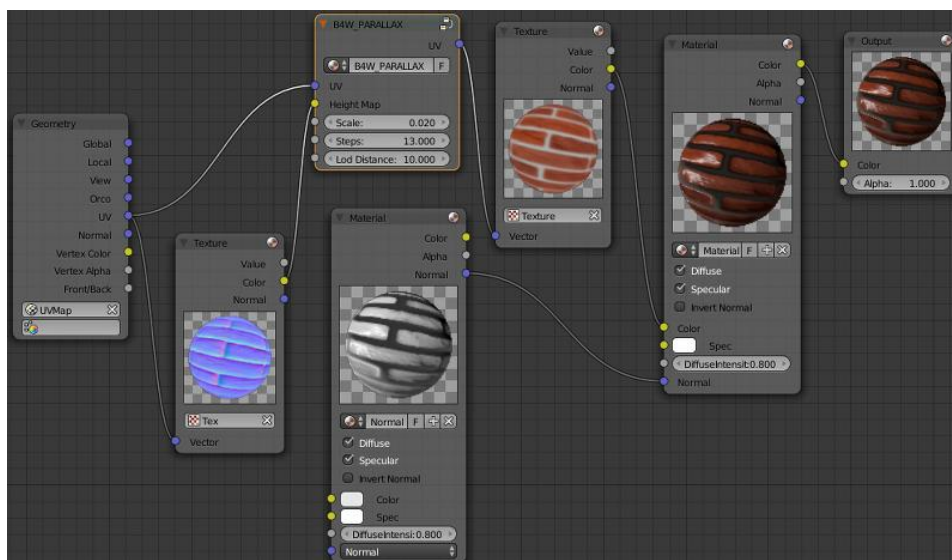 Geometry
Global
Local
View
Orco
UV
Normal
Vertex Color
Vertex Alpha
Front/Back
UVMap
Texture
Value
Color
Normal
Tex
Vector
B4W_PARALLAX
UV
B4W_PARALLAX F
UV
Height Map
Scale: 0.020
Steps: 13.000
Lod Distance: 10.000
Material
Color
Alpha
Normal
Normal F
Diffuse
Specular
Invert Normal
Color
Spec
DiffuseIntensi:0.800
Normal
Texture
Value
Color
Normal
Texture
Vector
Material
Color
Alpha
Normal
Material F
Diffuse
Specular
Invert Normal
Color
Spec
DiffuseIntensit:0.800
Normal
Output
Color
Alpha: 1.000